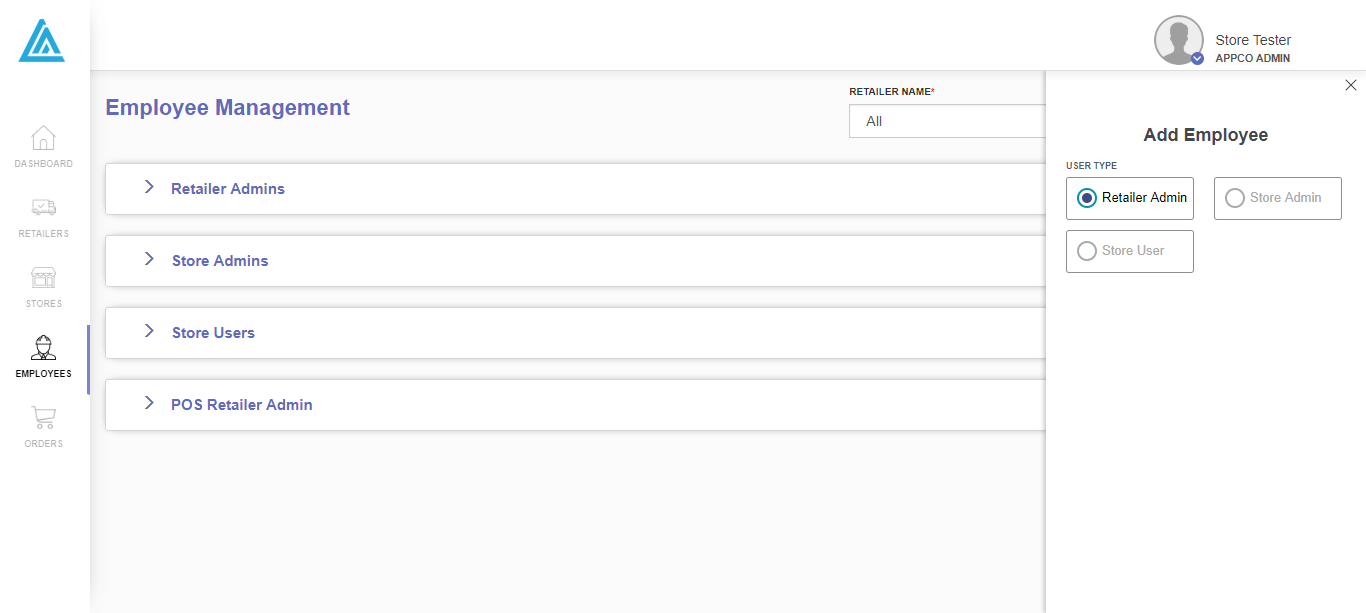 Store Tester
APPCO ADMIN
DASHBOARD
RETAILERS
STORES
EMPLOYEES
ORDERS
Employee Management
RETAILER NAME*
All
Retailer Admins
Store Admins
Store Users
POS Retailer Admin
Add Employee
USER TYPE
Retailer Admin
Store Admin
Store User